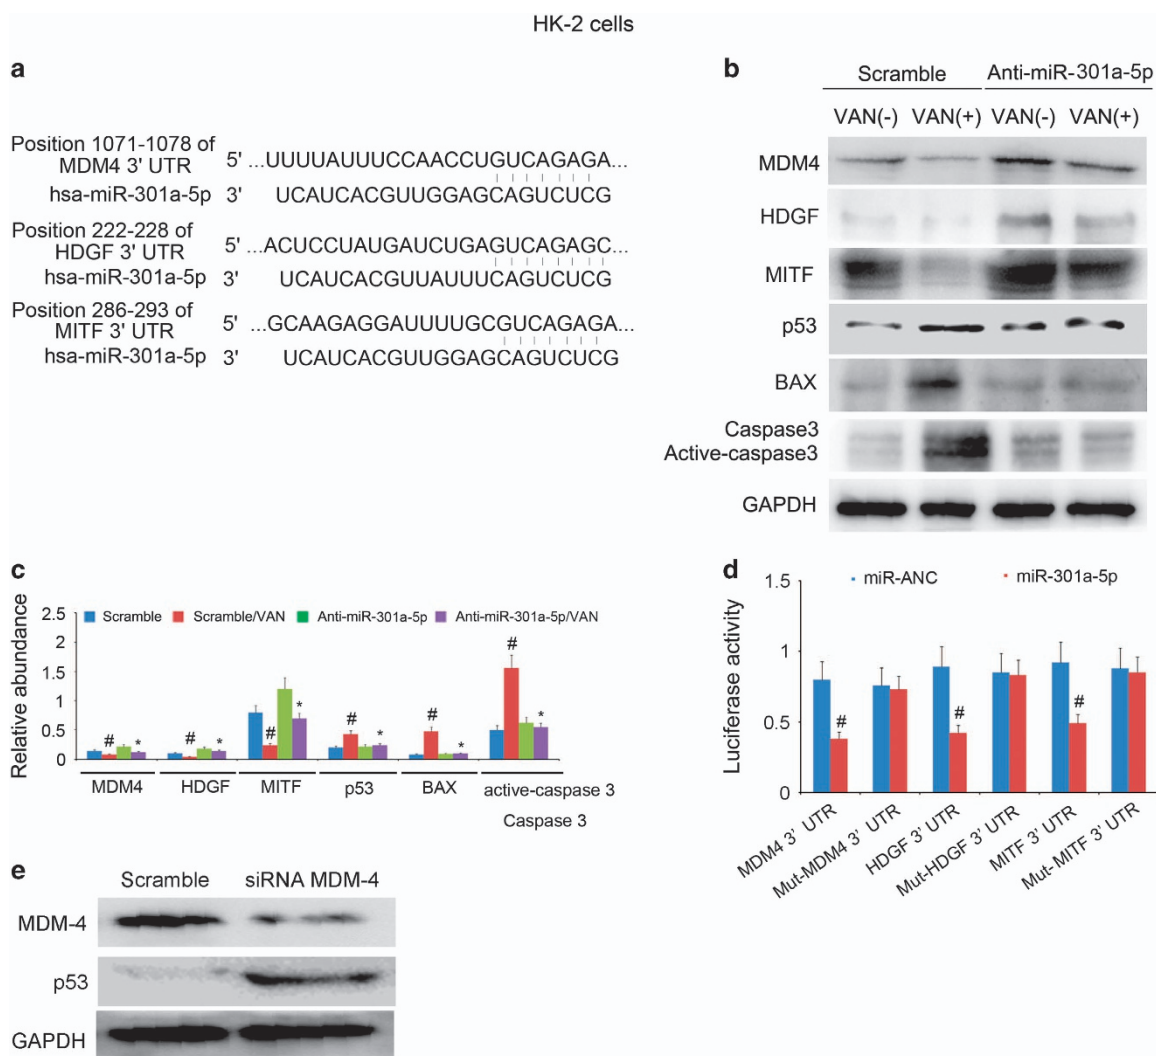 HK-2 cells
a
Position 1071-1078 of
MDM4 3' UTR
5' ...UUUUAUUUCCAACCUGUCAGAGA...
hsa-miR-301a-5p 3' UCAUCACGUUGGAGCAGUCUCG
Position 222-228 of
HDGF 3' UTR
5' ...ACUCCUAUGAUCUGAGUCAGAGC...
hsa-miR-301a-5p 3' UCAUCACGUUAUUUCAGUCUCG
Position 286-293 of
MITF 3' UTR
5' ...GCAAGAGGAUUUUGCGUCAGAGA...
hsa-miR-301a-5p 3' UCAUCACGUUGGAGCAGUCUCG
b
Scramble Anti-miR-301a-5p
VAN(-) VAN(+) VAN(-) VAN(+)
MDM4
HDGF
MITF
p53
BAX
Caspase3
Active-caspase3
GAPDH
c
Relative abundance
Scramble Scramble/VAN Anti-miR-301a-5p Anti-miR-301a-5p/VAN
2.5
2
1.5
1
0.5
0
# * # * # * # * # * # *
MDM4 HDGF MITF p53 BAX active-caspase 3
Caspase 3
d
Luciferase activity
miR-ANC miR-301a-5p
1.5
1
0.5
0
# # #
MDM4 3' UTR
Mut-MDM4 3' UTR
HDGF 3' UTR
Mut-HDGF 3' UTR
MITF 3' UTR
Mut- MITF 3' UTR
e
Scramble siRNA MDM-4
MDM-4
p53
GAPDH